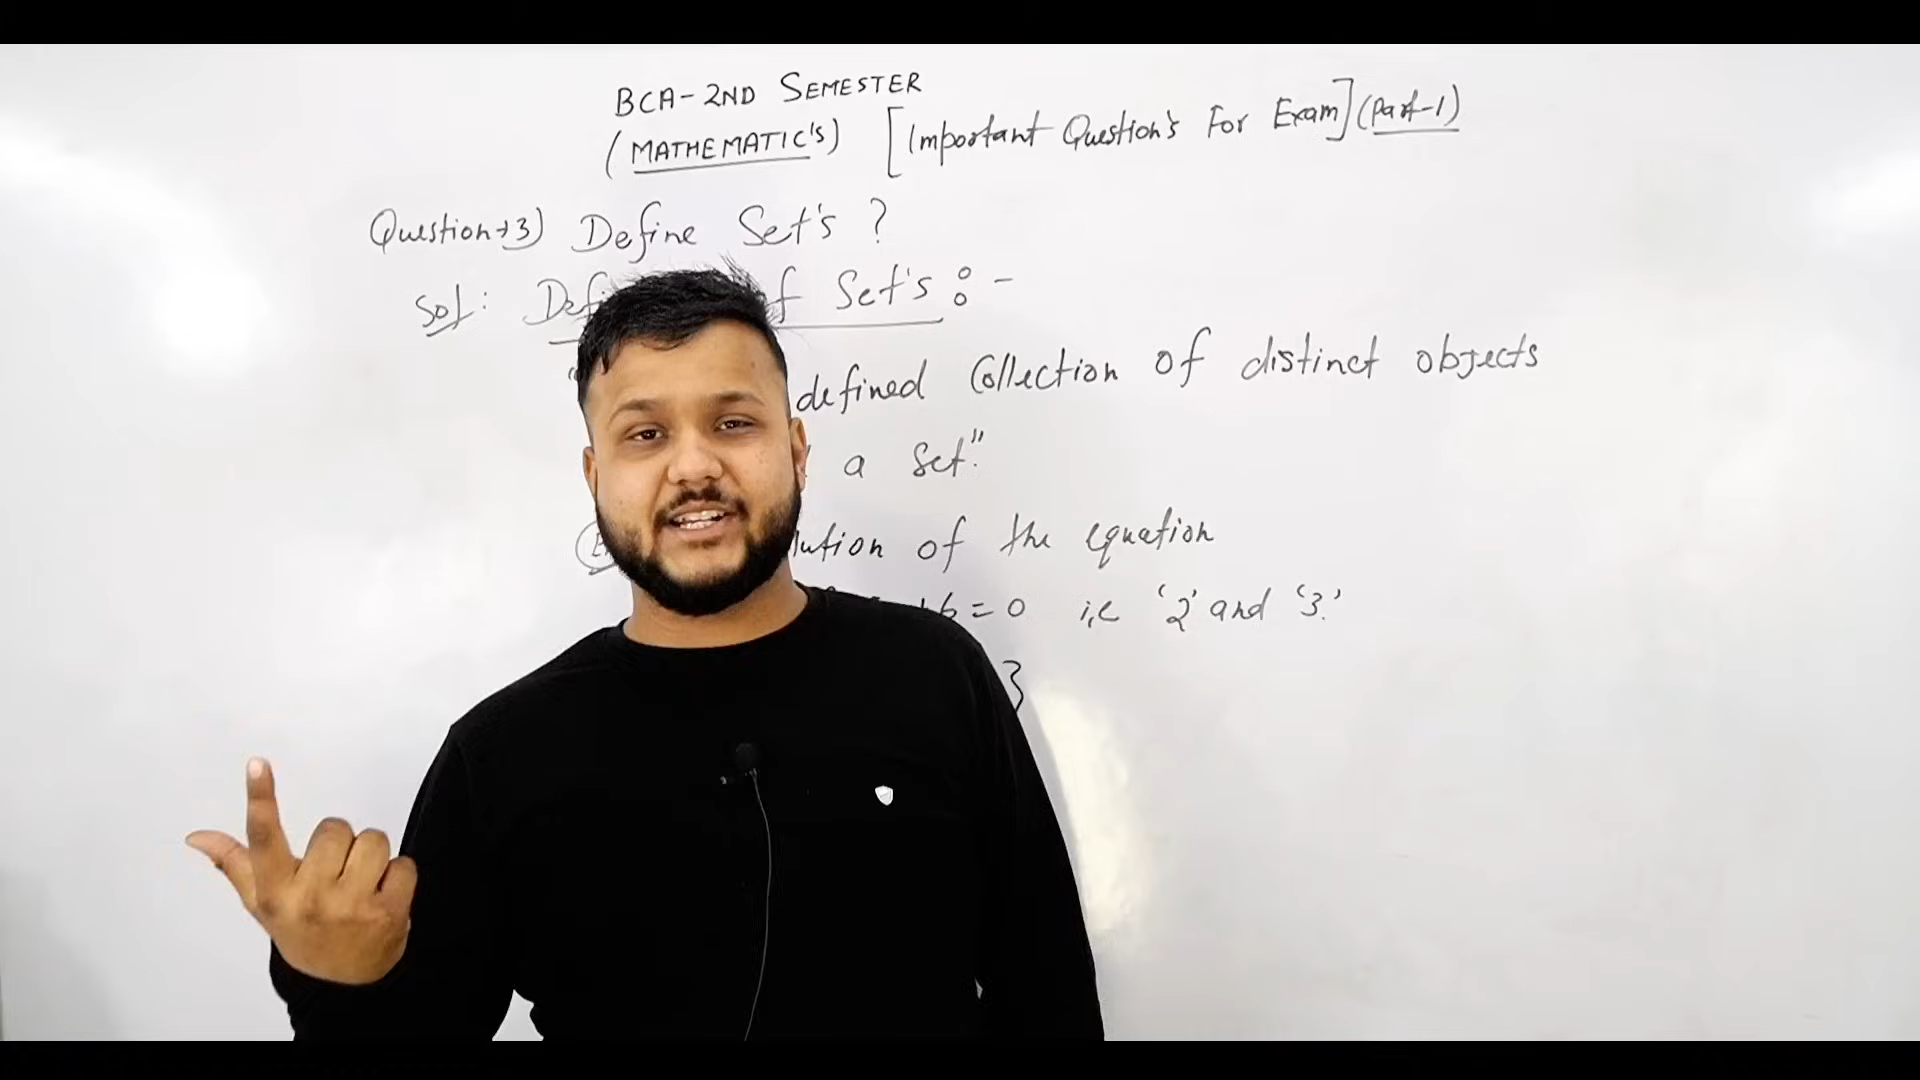 BCA-2ND SEMESTER
(MATHEMATIC's) [Important Question's For Exam] (Part-1)
Question→3) Define Set's ?
Sol: Set's :-
defined Collection of distinct objects
a Set."
of the equation
=0 i,e '2' and '3.'
}